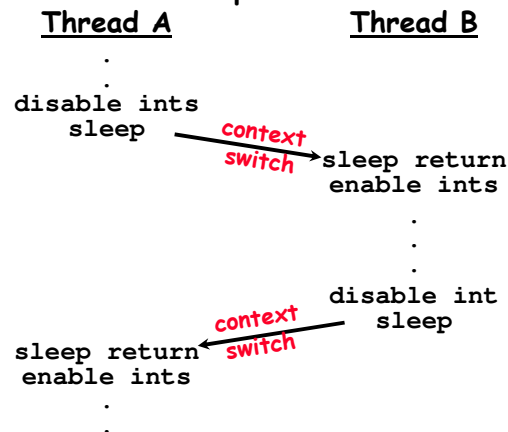 Thread A
Thread B
.
.
disable ints
sleep
context
switch
sleep return
enable ints
.
.
.
disable int
sleep
context
switch
sleep return
enable ints
.
.